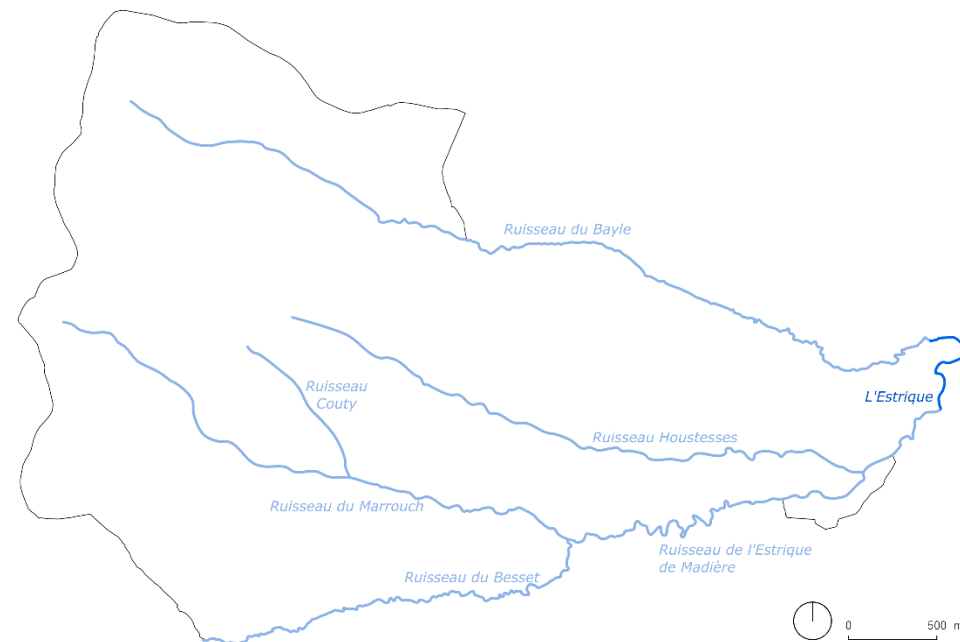 Ruisseau du Bayle
L'Estrique
Ruisseau
Couty
Ruisseau Houstesses
Ruisseau du Marrouch
Ruisseau de l'Estrique
de Madière
Ruisseau du Besset
0 500 m